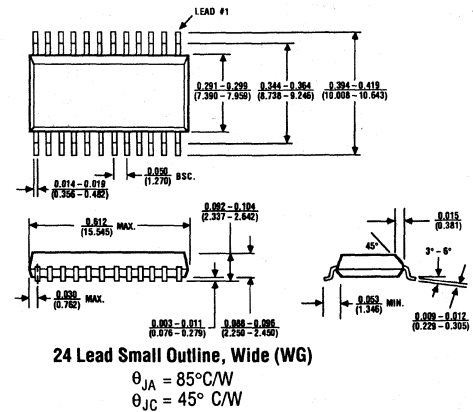 LEAD #1
0.291 – 0.299
(7.390 – 7.959)
0.344 – 0.364
(8.738 – 9.246)
0.394 – 0.419
(10.008 – 10.643)
0.014 – 0.019
(0.356 – 0.482)
0.050
(1.270)
BSC.
0.092 – 0.104
(2.337 – 2.642)
0.612
(15.545)
MAX.
0.015
(0.381)
45°
3° – 6°
0.030
(0.762)
MAX.
0.003 – 0.011
(0.076 – 0.279)
0.088 – 0.096
(2.250 – 2.450)
0.053
(1.346)
MIN.
0.009 – 0.012
(0.229 – 0.305)
24 Lead Small Outline, Wide (WG)
θJA = 85°C/W
θJC = 45° C/W